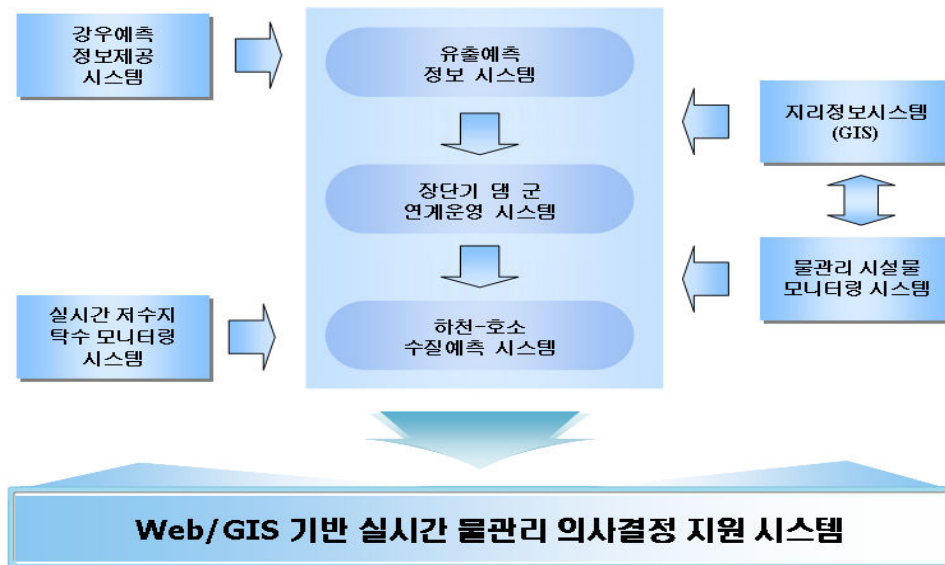 강우예측
정보제공
시스템
유출예측
정보 시스템
지리정보시스템
(GIS)
장단기 댐 군
연계운영 시스템
물관리 시설물
모니터링 시스템
실시간 저수지
탁수 모니터링
시스템
하천-호소
수질예측 시스템
Web/GIS 기반 실시간 물관리 의사결정 지원 시스템